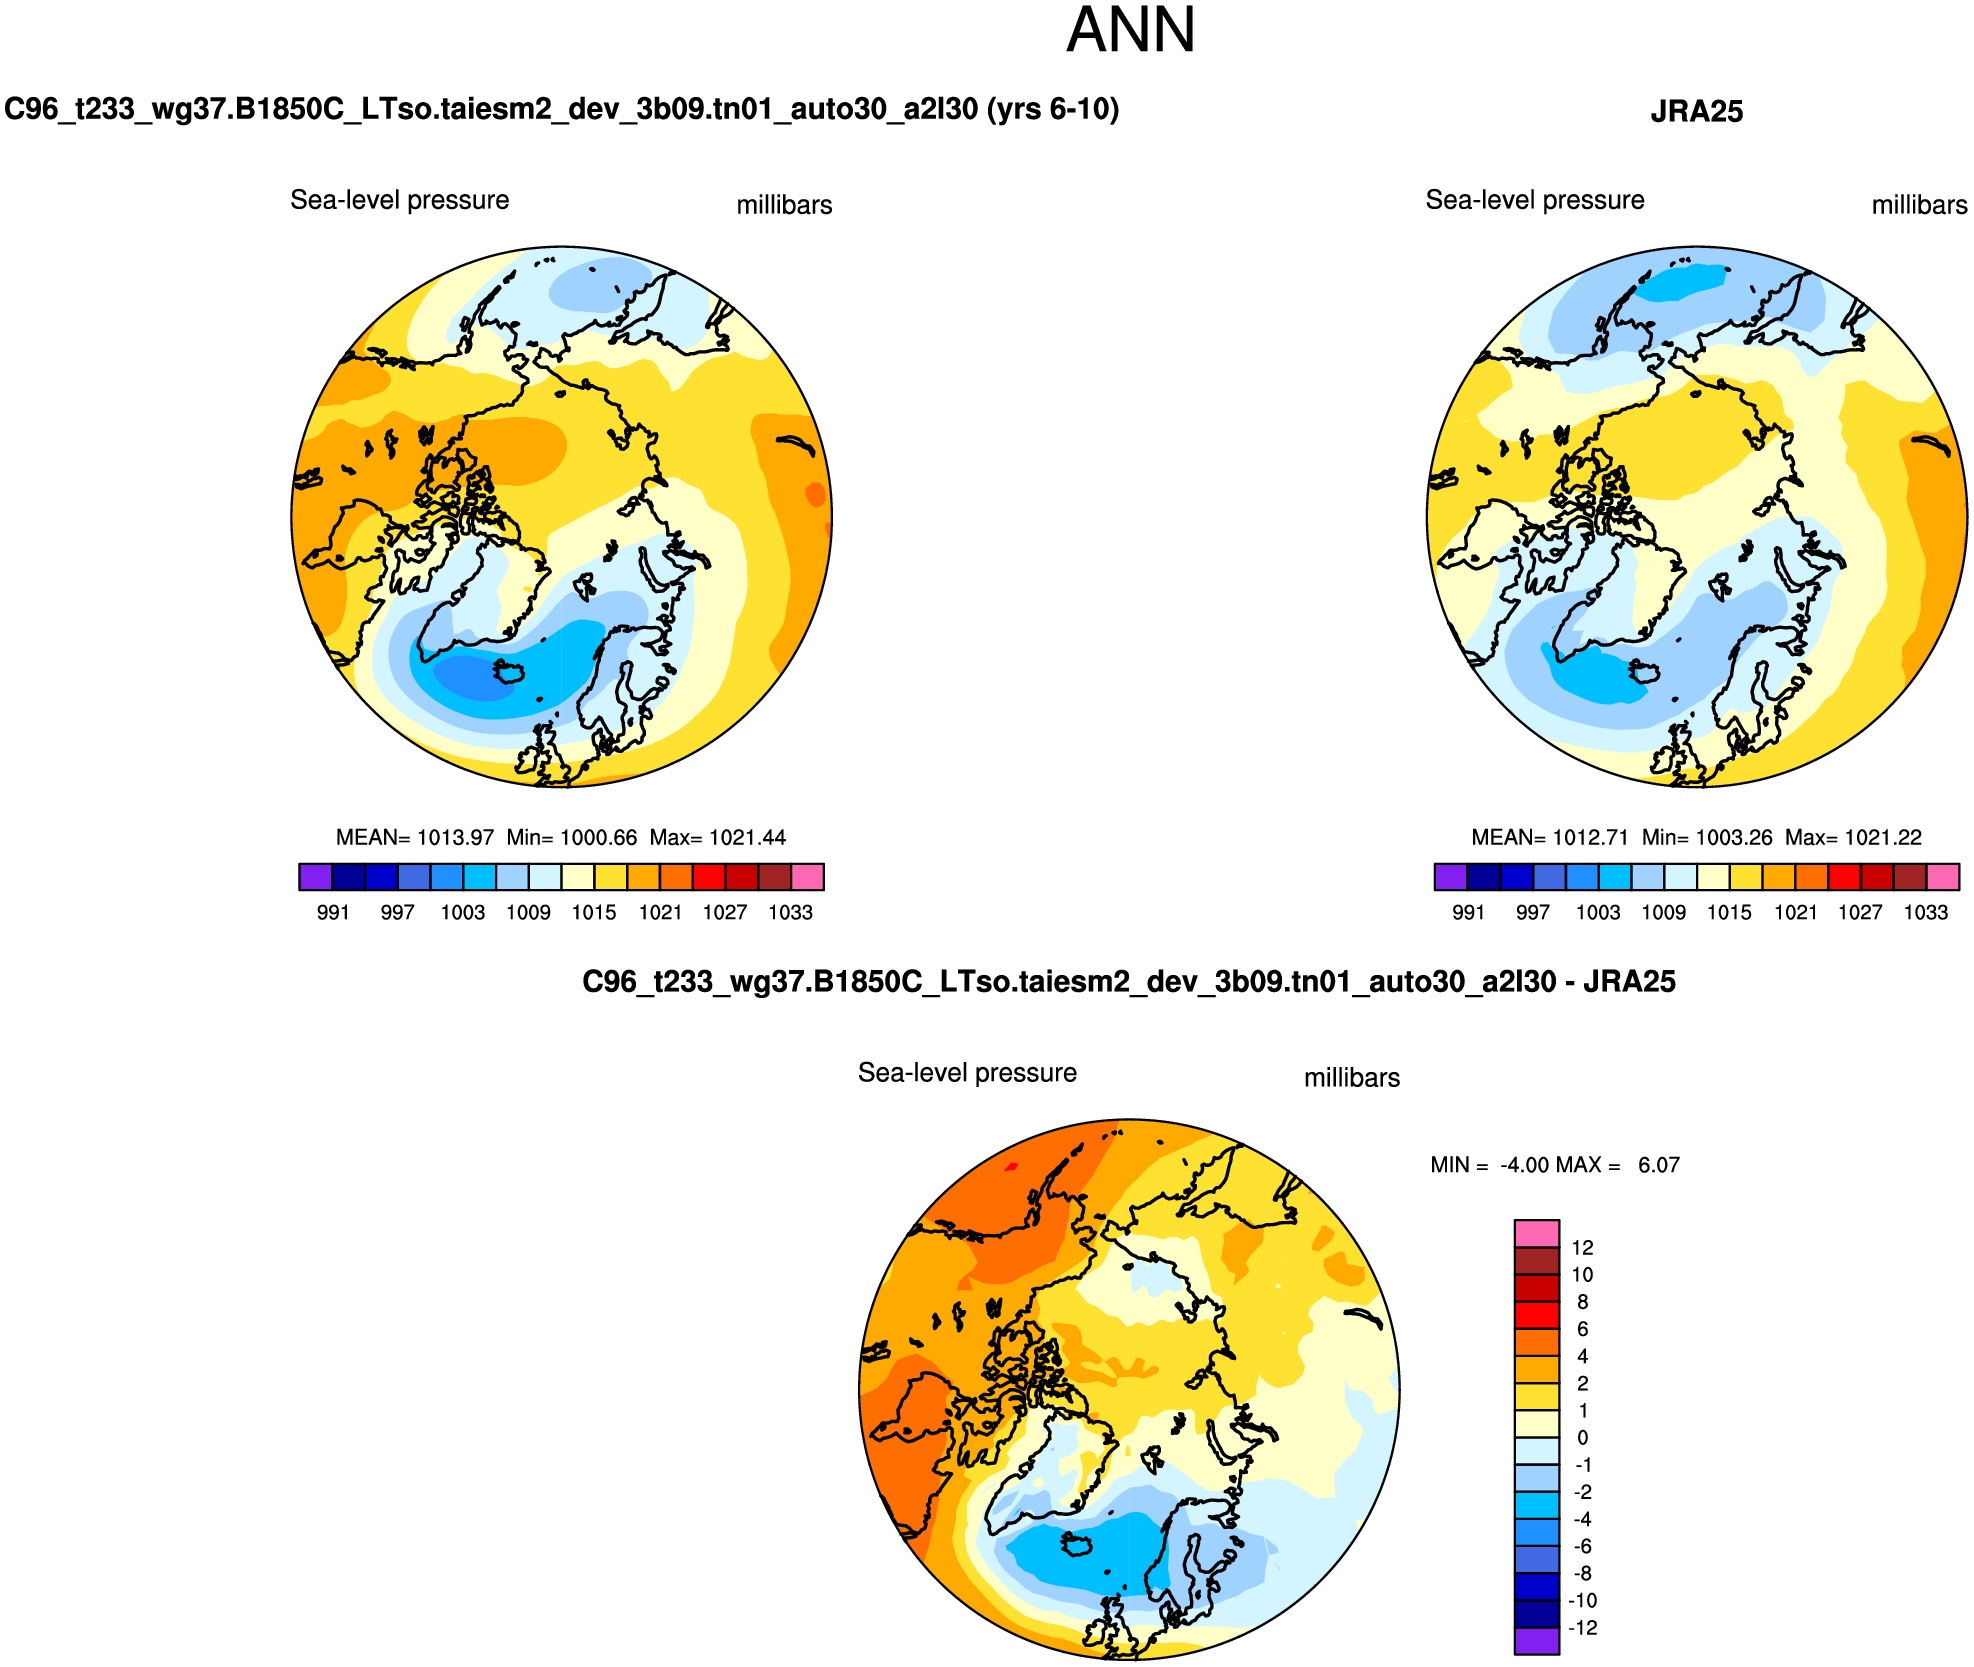 ANN
C96_t233_wg37.B1850C_LTso.taiesm2_dev_3b09.tn01_auto30_a2l30 (yrs 6-10)
JRA25
Sea-level pressure millibars
Sea-level pressure millibars
MEAN= 1013.97 Min= 1000.66 Max= 1021.44
991 997 1003 1009 1015 1021 1027 1033
MEAN= 1012.71 Min= 1003.26 Max= 1021.22
991 997 1003 1009 1015 1021 1027 1033
C96_t233_wg37.B1850C_LTso.taiesm2_dev_3b09.tn01_auto30_a2l30 - JRA25
Sea-level pressure millibars
MIN = -4.00 MAX = 6.07
12
10
8
6
4
2
1
0
-1
-2
-4
-6
-8
-10
-12